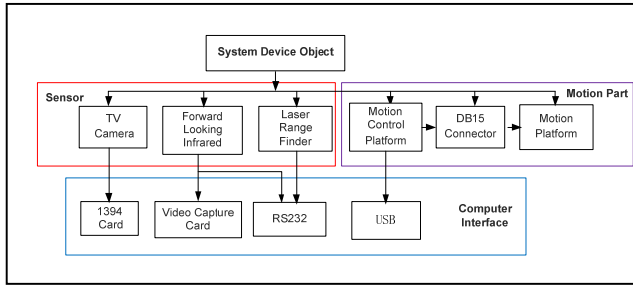 System Device Object
Sensor
Motion Part
TV
Camera
Forward
Looking
Infrared
Laser
Range
Finder
Motion
Control
Platform
DB15
Connector
Motion
Platform
1394
Card
Video Capture
Card
RS232
USB
Computer
Interface